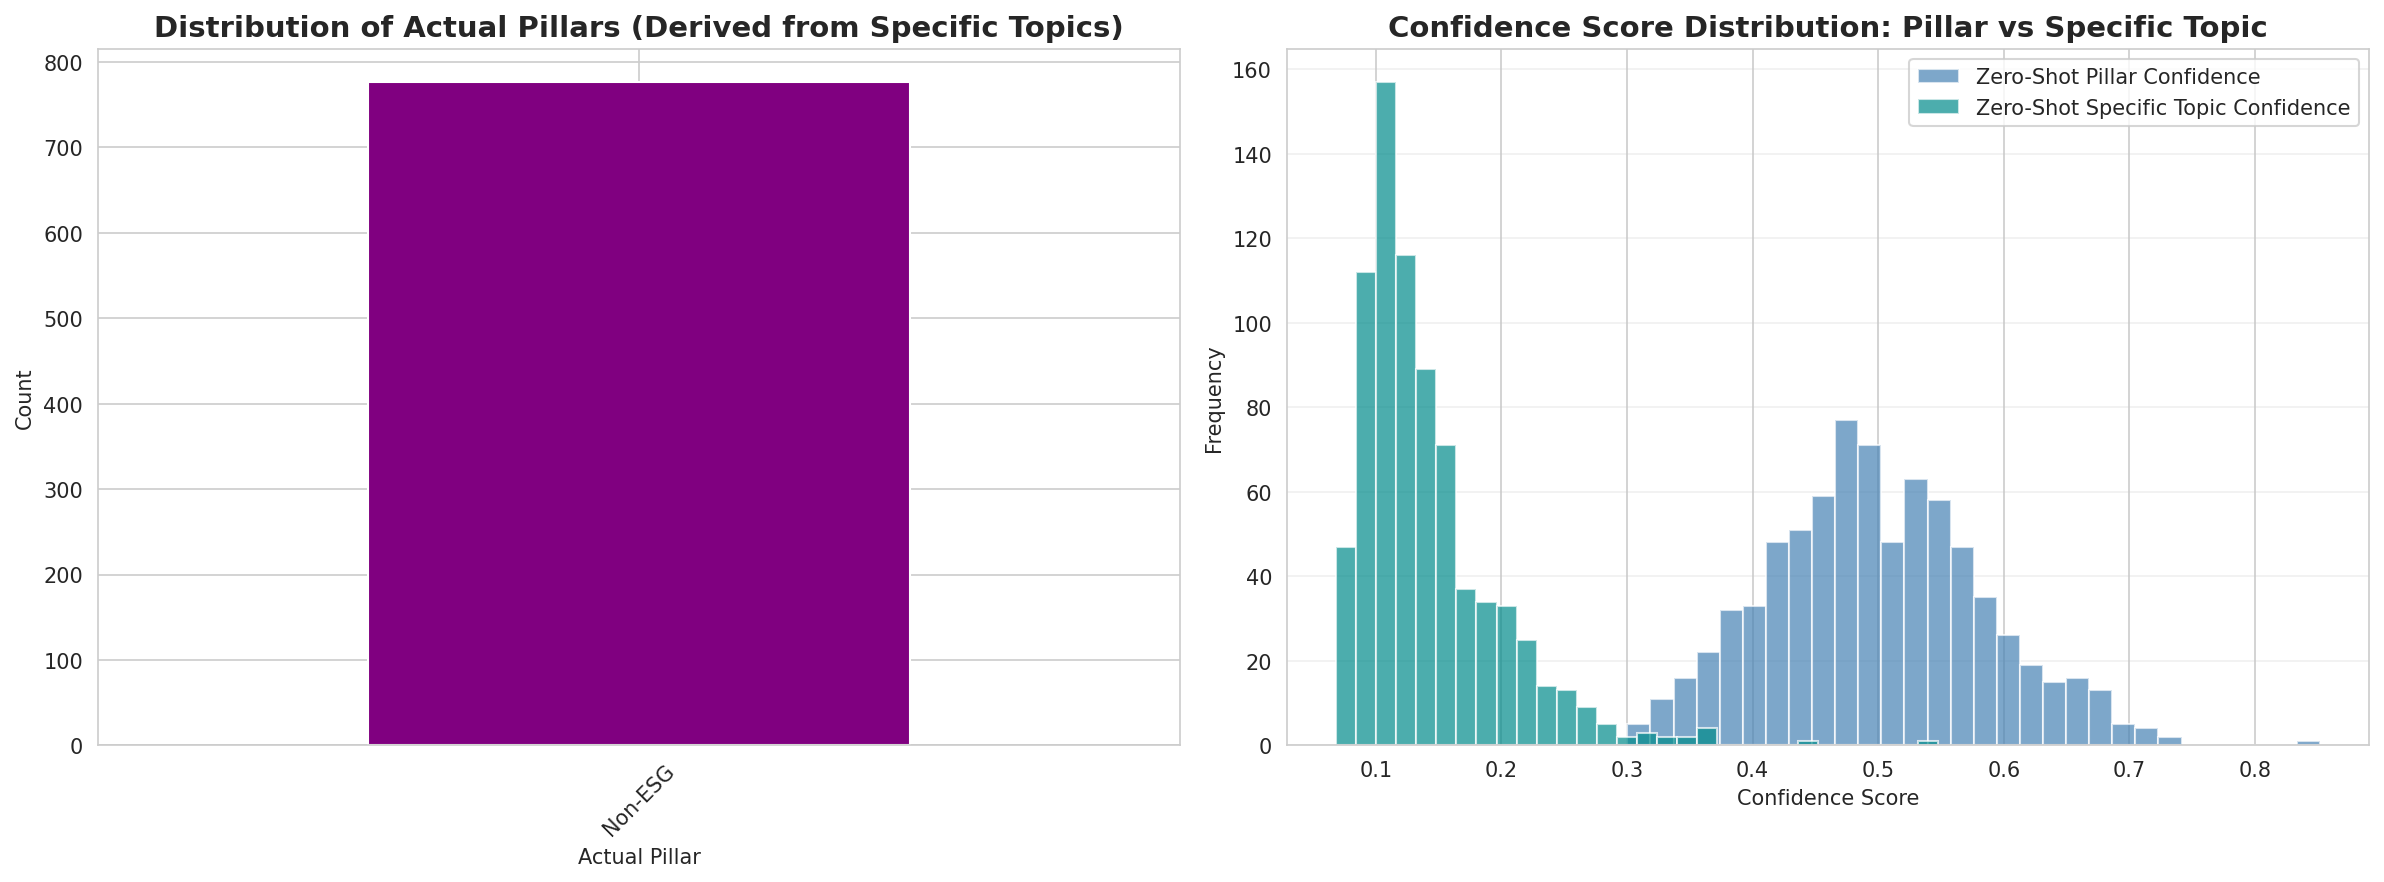 Distribution of Actual Pillars (Derived from Specific Topics)
800
700
600
500
400
300
200
100
0
Count
Non-ESG
Actual Pillar
Confidence Score Distribution: Pillar vs Specific Topic
Zero-Shot Pillar Confidence
Zero-Shot Specific Topic Confidence
160
140
120
100
80
60
40
20
0
Frequency
0.1 0.2 0.3 0.4 0.5 0.6 0.7 0.8
Confidence Score